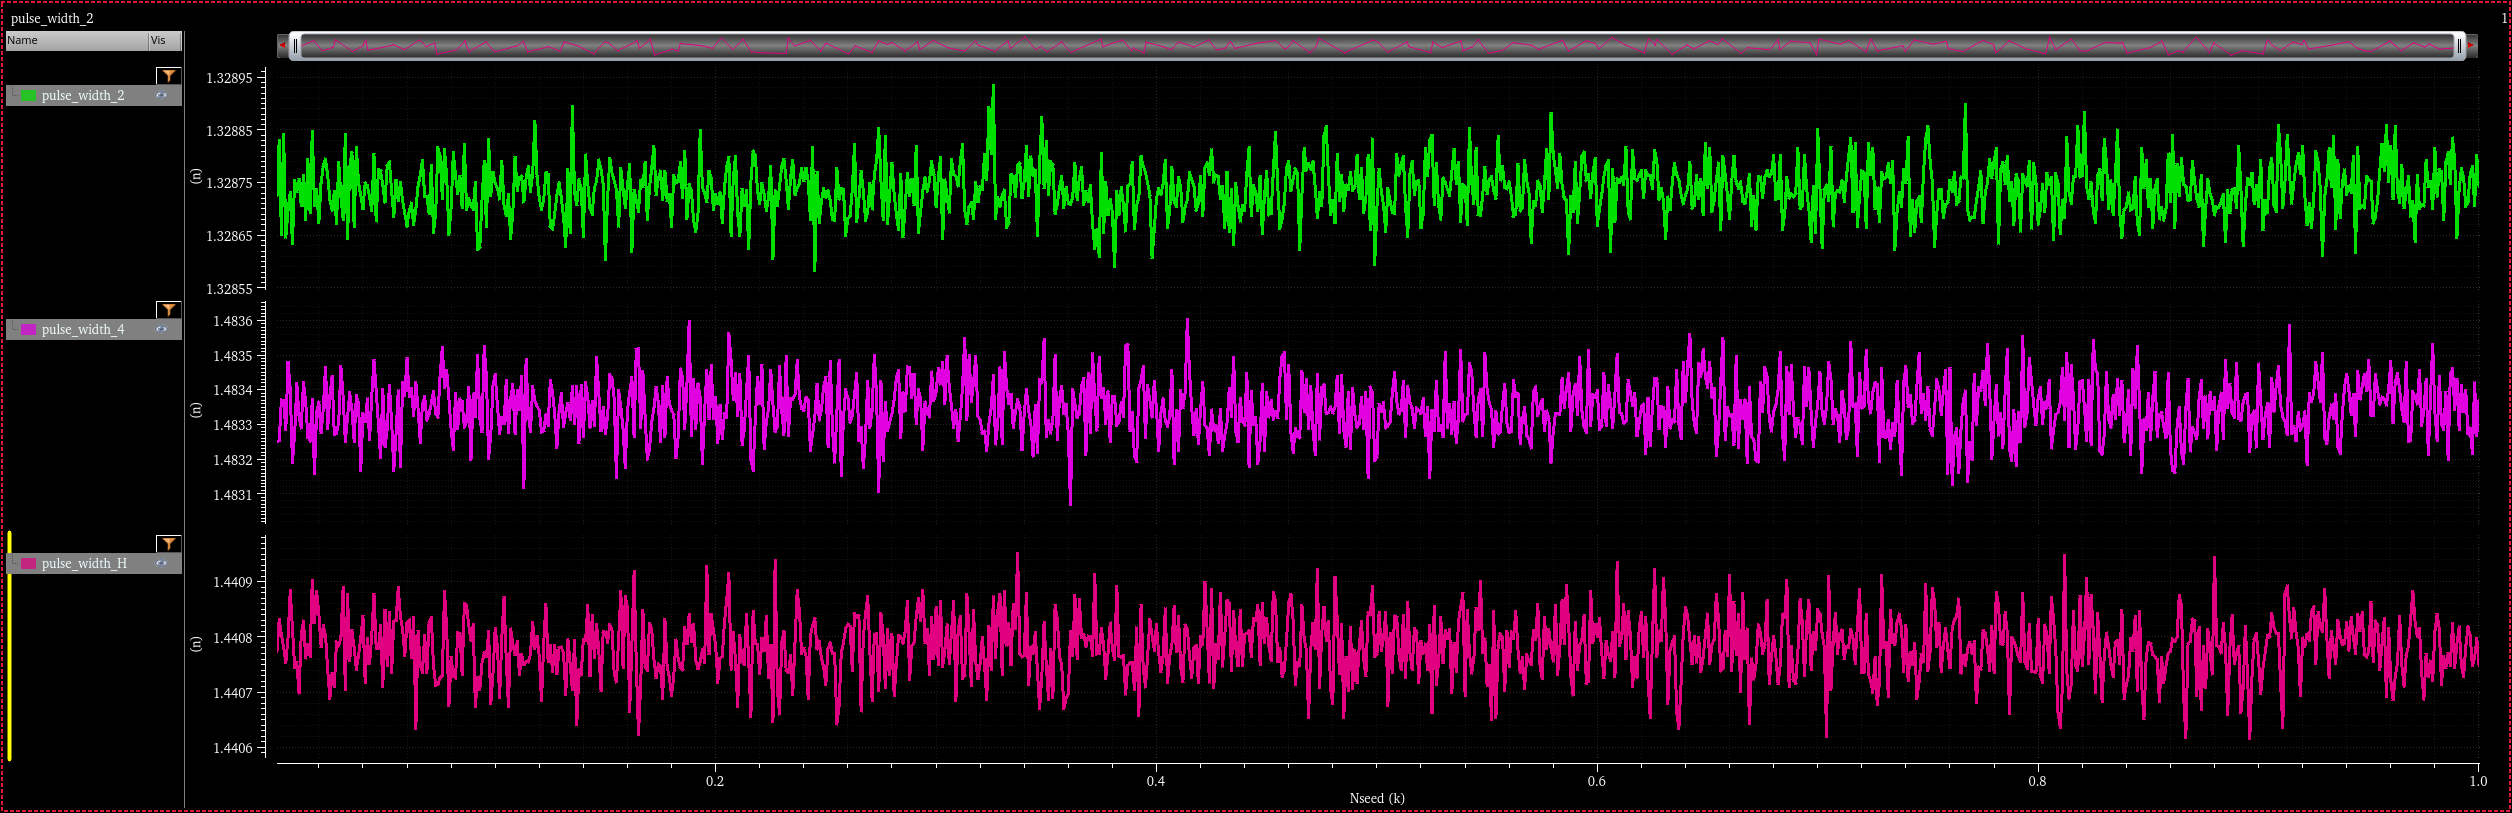 pulse_width_2
1
Name Vis
pulse_width_2
1.32895
1.32885
1.32875
1.32865
1.32855
(n)
pulse_width_4
1.4836
1.4835
1.4834
1.4833
1.4832
1.4831
(n)
pulse_width_H
1.4409
1.4408
1.4407
1.4406
(n)
0.2 0.4 0.6 0.8 1.0
Nseed (k)